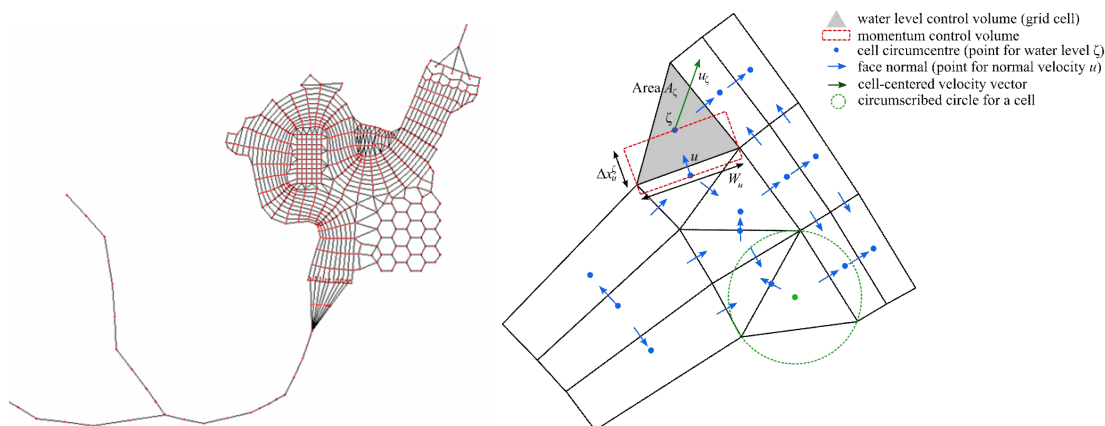 water level control volume (grid cell)
momentum control volume
cell circumcentre (point for water level ζ)
face normal (point for normal velocity u)
cell-centered velocity vector
circumscribed circle for a cell
u_ζ
Area A_ζ
ζ
u
Δx_u^ζ
W_u